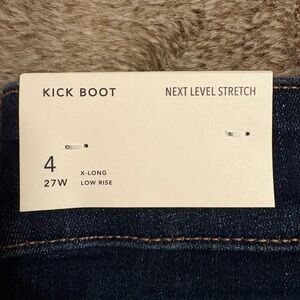 KICK BOOT NEXT LEVEL STRETCH
4 X-LONG
27W LOW RISE